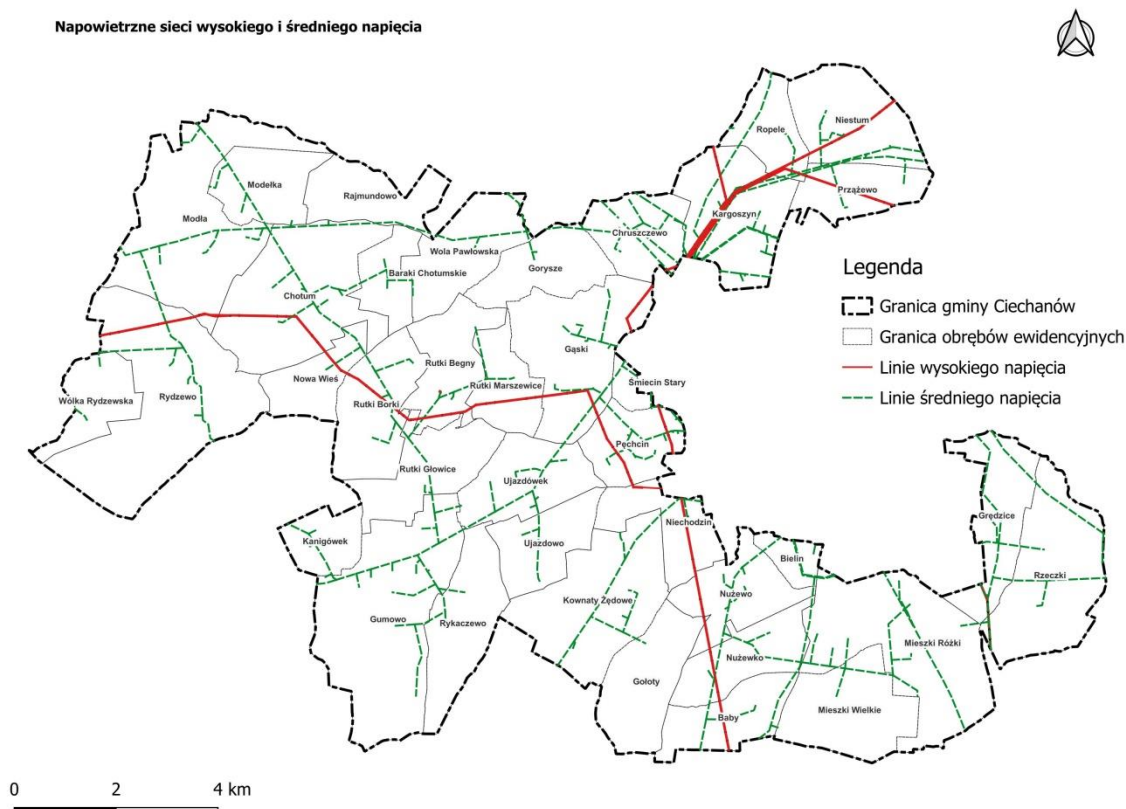 Napowietrzne sieci wysokiego i średniego napięcia
Ropele
Niestum
Modełka
Rajmundowo
Przążewo
Modła
Kargoszyn
Chruszczewo
Wola Pawłowska
Gorysze
Baraki Chotumskie
Chotum
Gąski
Rutki Begny
Nowa Wieś
Rutki Marszewice
Śmiecin Stary
Wólka Rydzewska
Rydzewo
Rutki Borki
Pęchcin
Rutki Głowice
Ujazdówek
Niechodzin
Kanigówek
Ujazdowo
Grędzice
Bielin
Rzeczki
Kownaty Żędowe
Nużewo
Gumowo
Rykaczewo
Mieszki Różki
Nużewko
Gołoty
Baby
Mieszki Wielkie
Legenda
Granica gminy Ciechanów
Granica obrębów ewidencyjnych
Linie wysokiego napięcia
Linie średniego napięcia
0 2 4 km